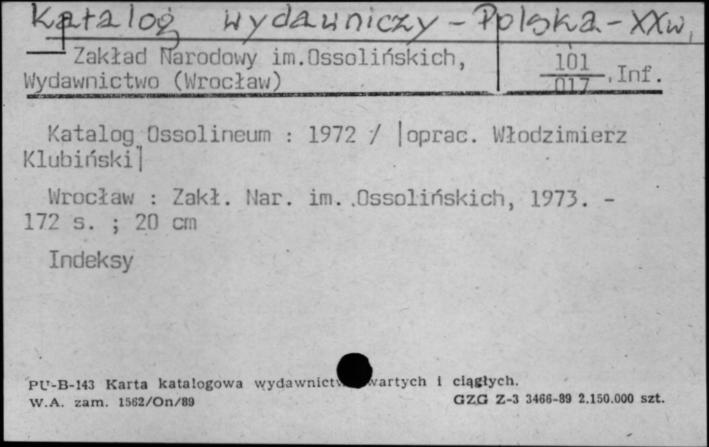 Katalog wydawniczy - Polska - XX w.
Zakład Narodowy im.Ossolińskich,
Wydawnictwo (Wrocław)
101
017 . Inf.
Katalog Ossolineum : 1972 / |oprac. Włodzimierz
Klubiński|
Wrocław : Zakł. Nar. im. Ossolińskich, 1973. -
172 s. ; 20 cm
Indeksy
PU-B-143 Karta katalogowa wydawnictw wartych i ciągłych.
W.A. zam. 1562/On/89 GZG Z-3 3466-89 2.150.000 szt.